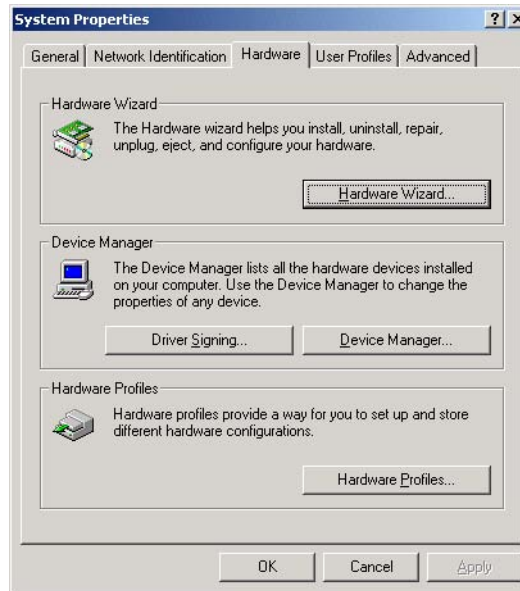 System Properties
General Network Identification Hardware User Profiles Advanced
Hardware Wizard
The Hardware wizard helps you install, uninstall, repair,
unplug, eject, and configure your hardware.
Hardware Wizard...
Device Manager
The Device Manager lists all the hardware devices installed
on your computer. Use the Device Manager to change the
properties of any device.
Driver Signing... Device Manager...
Hardware Profiles
Hardware profiles provide a way for you to set up and store
different hardware configurations.
Hardware Profiles...
OK Cancel Apply